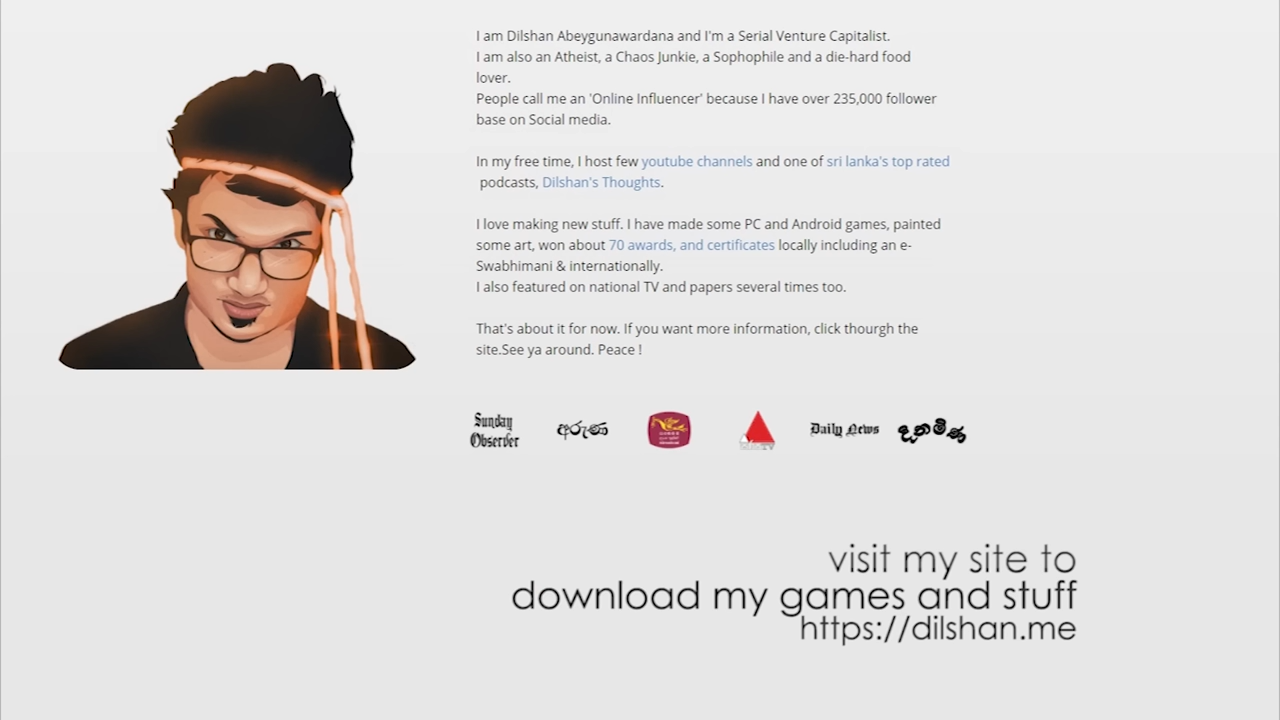 I am Dilshan Abeygunawardana and I'm a Serial Venture Capitalist.
I am also an Atheist, a Chaos Junkie, a Sophophile and a die-hard food
lover.
People call me an 'Online Influencer' because I have over 235,000 follower
base on Social media.
In my free time, I host few youtube channels and one of sri lanka's top rated
podcasts, Dilshan's Thoughts.
I love making new stuff. I have made some PC and Android games, painted
some art, won about 70 awards, and certificates locally including an e-
Swabhimani & internationally.
I also featured on national TV and papers several times too.
That's about it for now. If you want more information, click thourgh the
site.See ya around. Peace !
Sunday
Observer
අරුණ
Daily News
දිනමිණ
visit my site to
download my games and stuff
https://dilshan.me